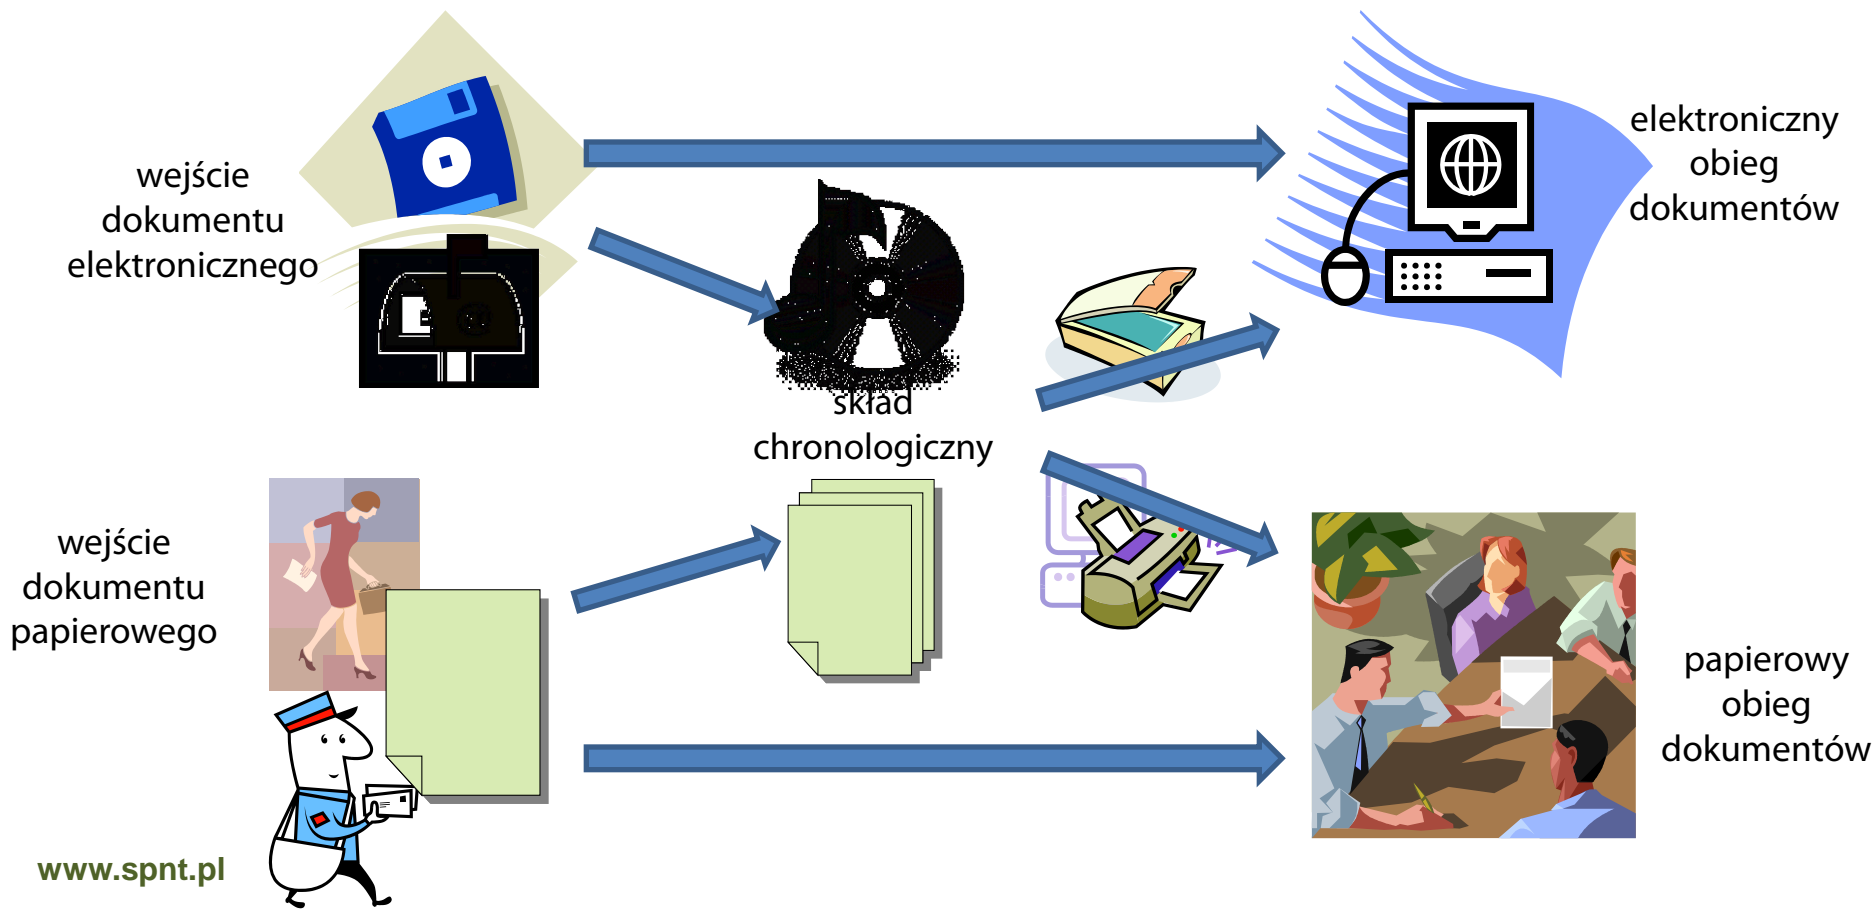 wejście
dokumentu
elektronicznego
elektroniczny
obieg
dokumentów
skład
chronologiczny
wejście
dokumentu
papierowego
papierowy
obieg
dokumentów
www.spnt.pl